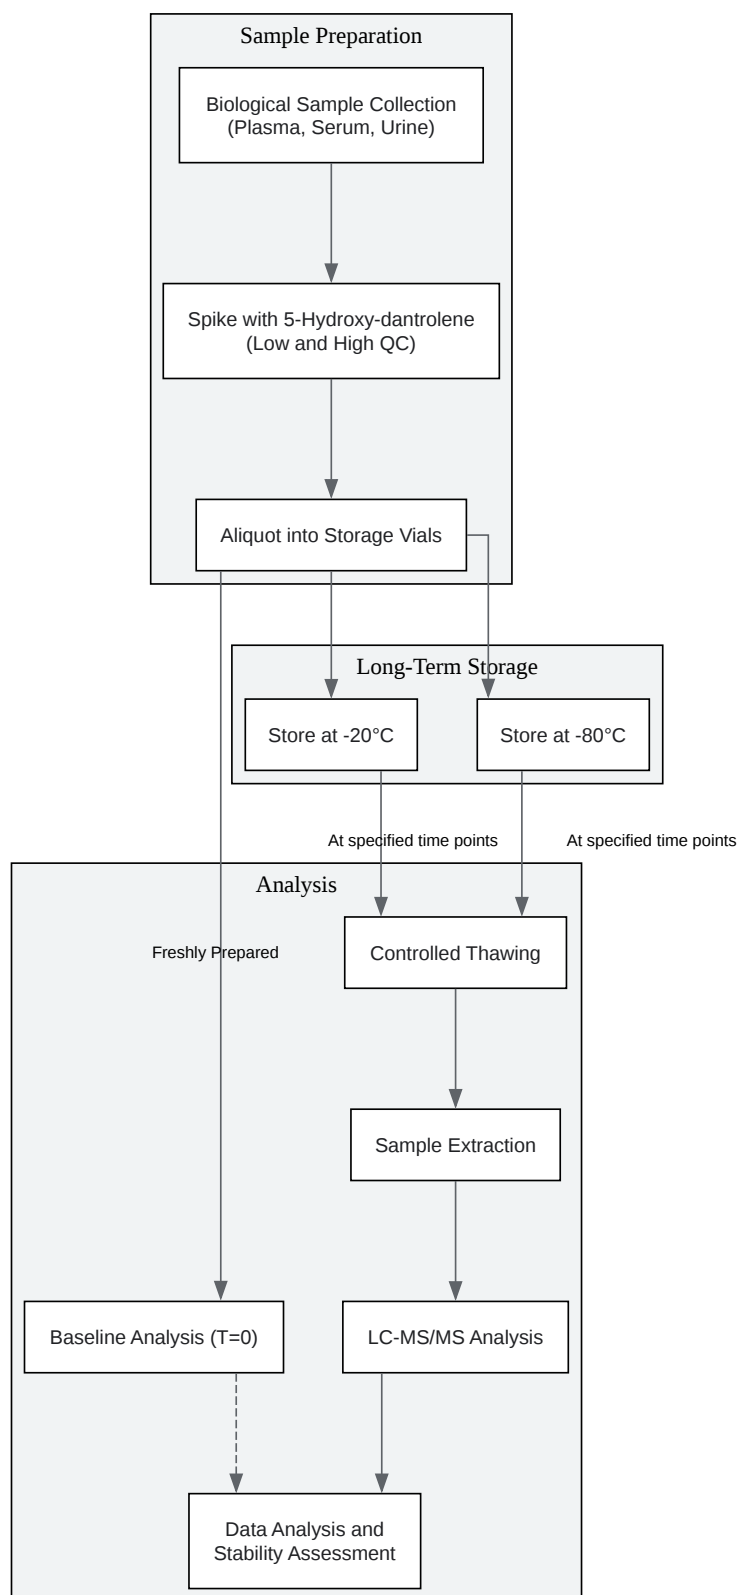 Sample Preparation
Biological Sample Collection
(Plasma, Serum, Urine)
Spike with 5-Hydroxy-dantrolene
(Low and High QC)
Aliquot into Storage Vials
Long-Term Storage
Store at -20°C
Store at -80°C
At specified time points
At specified time points
Analysis
Freshly Prepared
Controlled Thawing
Sample Extraction
Baseline Analysis (T=0)
LC-MS/MS Analysis
Data Analysis and
Stability Assessment